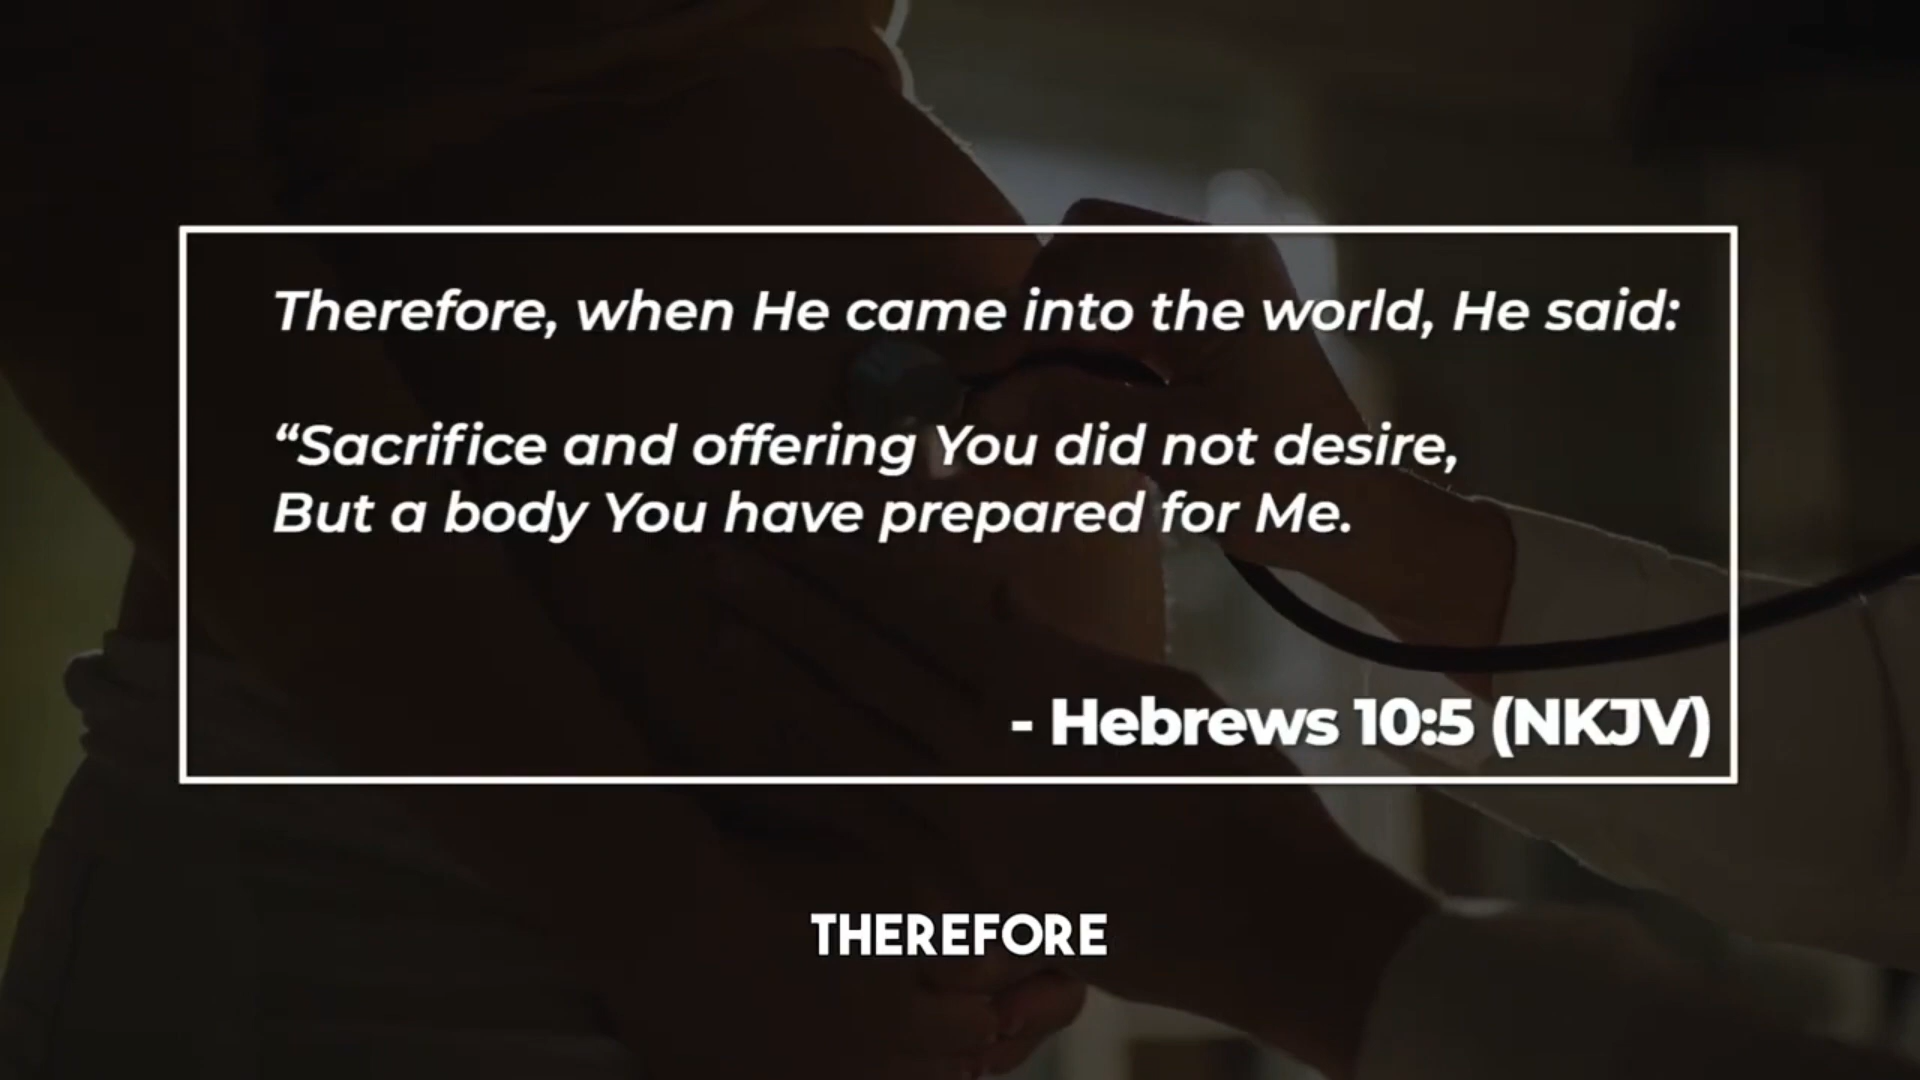 Therefore, when He came into the world, He said:
“Sacrifice and offering You did not desire,
But a body You have prepared for Me.
- Hebrews 10:5 (NKJV)
THEREFORE